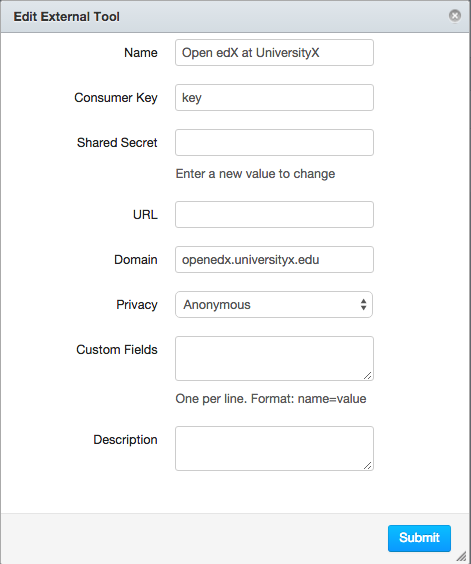 Edit External Tool
Name Open edX at UniversityX
Consumer Key key
Shared Secret
Enter a new value to change
URL
Domain openedx.universityx.edu
Privacy Anonymous
Custom Fields
One per line. Format: name=value
Description
Submit